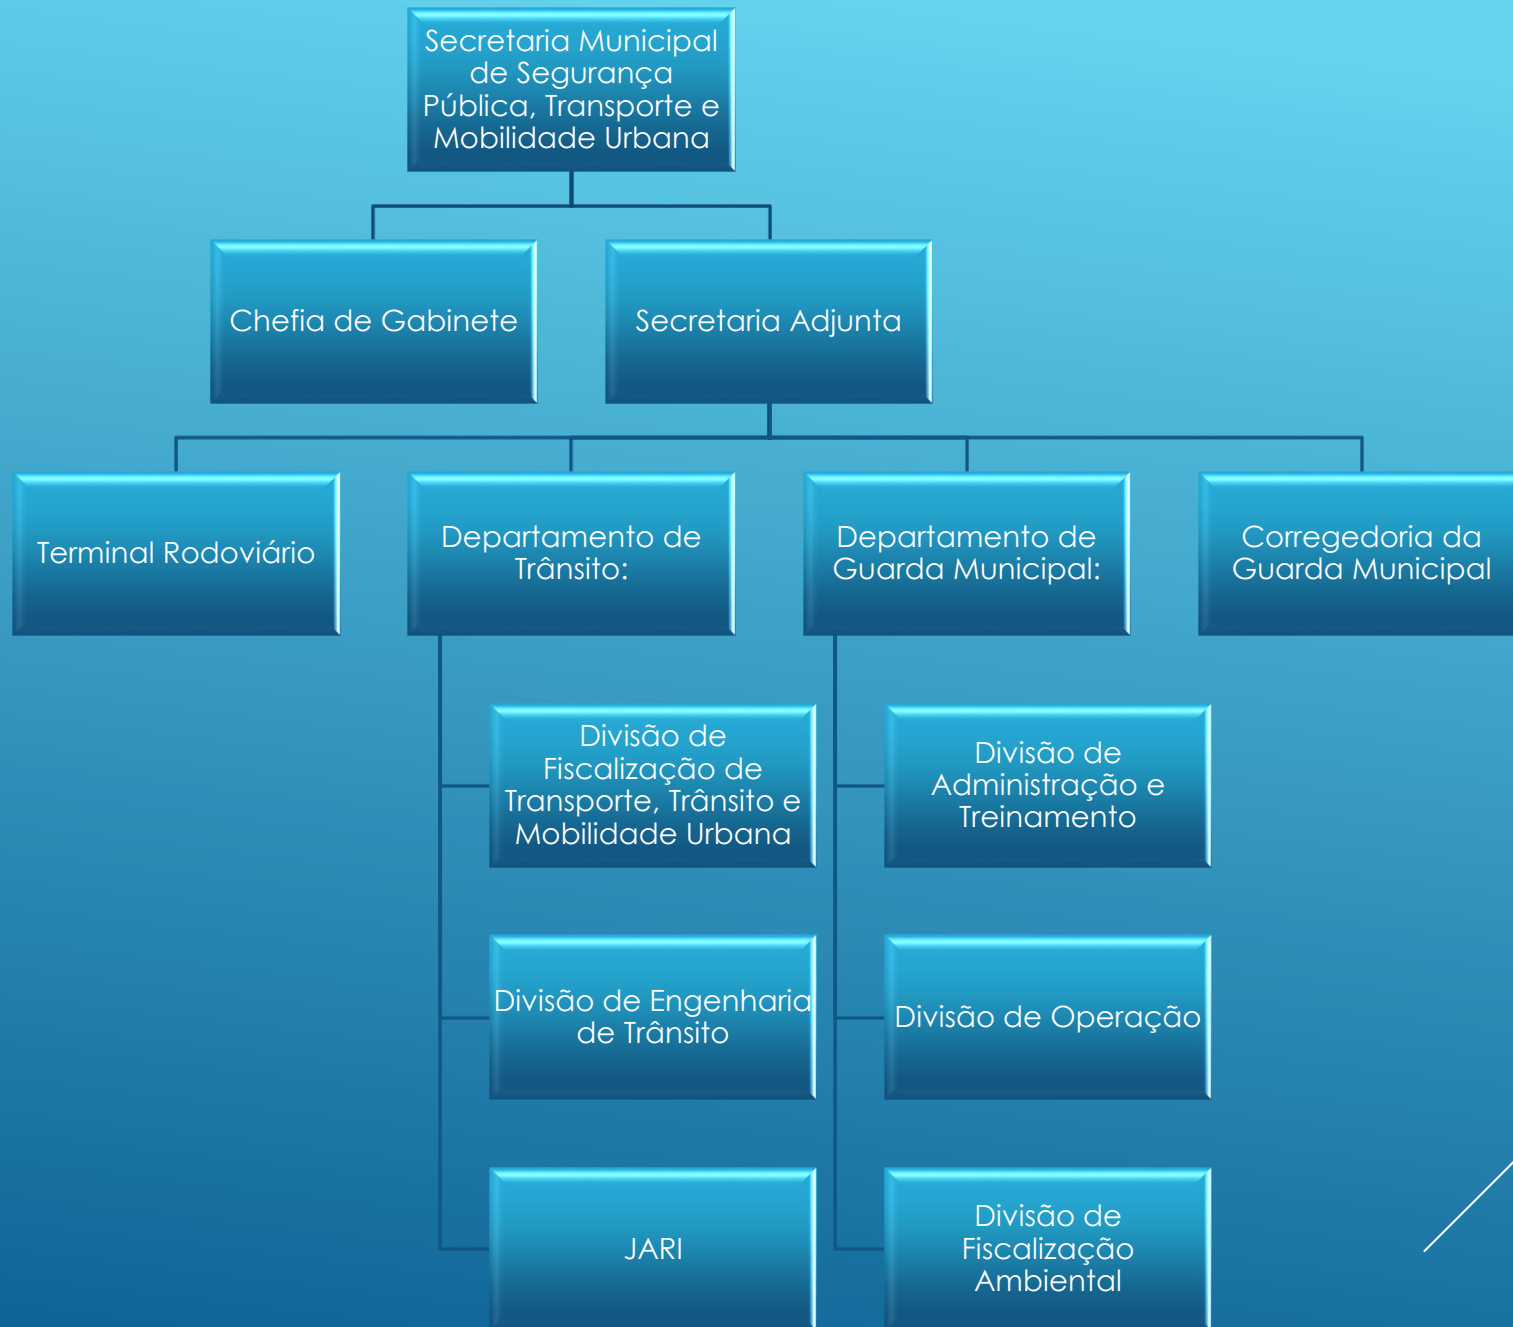 Secretaria Municipal
de Segurança
Pública, Transporte e
Mobilidade Urbana
Chefia de Gabinete
Secretaria Adjunta
Terminal Rodoviário
Departamento de
Trânsito:
Departamento de
Guarda Municipal:
Corregedoria da
Guarda Municipal
Divisão de
Fiscalização de
Transporte, Trânsito e
Mobilidade Urbana
Divisão de Engenharia
de Trânsito
JARI
Divisão de
Administração e
Treinamento
Divisão de Operação
Divisão de
Fiscalização
Ambiental